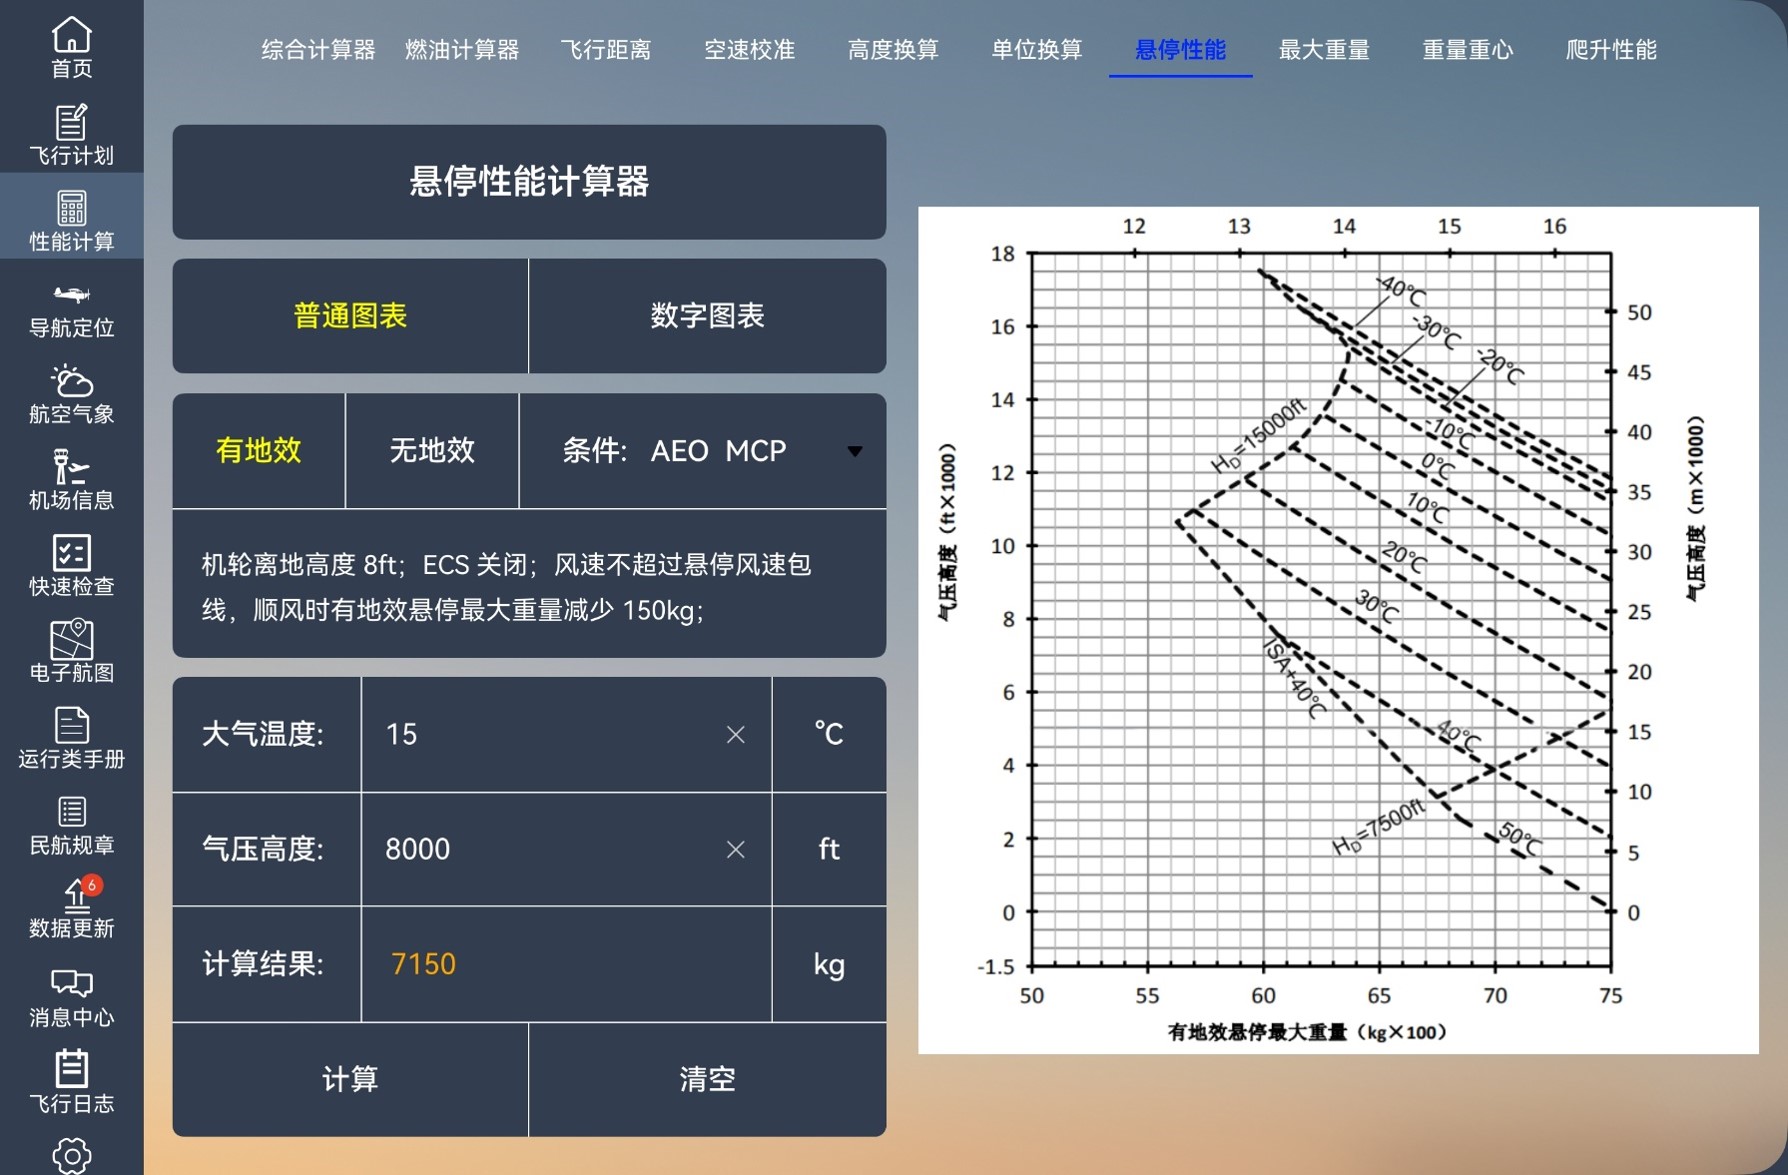 首页
飞行计划
性能计算
导航定位
航空气象
机场信息
快速检查
电子航图
运行类手册
民航规章
6
数据更新
消息中心
飞行日志
综合计算器 燃油计算器 飞行距离 空速校准 高度换算 单位换算 悬停性能 最大重量 重量重心 爬升性能
悬停性能计算器
普通图表 数字图表
有地效 无地效 条件: AEO MCP
机轮离地高度 8ft；ECS 关闭；风速不超过悬停风速包
线，顺风时有地效悬停最大重量减少 150kg；
大气温度: 15 × ℃
气压高度: 8000 × ft
计算结果: 7150 kg
计算 清空
12 13 14 15 16
18
16
14
12
10
8
6
4
2
0
-1.5
气压高度（ft×1000）
-40℃
-30℃
-20℃
-10℃
0℃
10℃
20℃
30℃
40℃
50℃
HD=15000ft
ISA+40℃
HD=7500ft
50
45
40
35
30
25
20
15
10
5
0
气压高度（m×1000）
50 55 60 65 70 75
有地效悬停最大重量（kg×100）